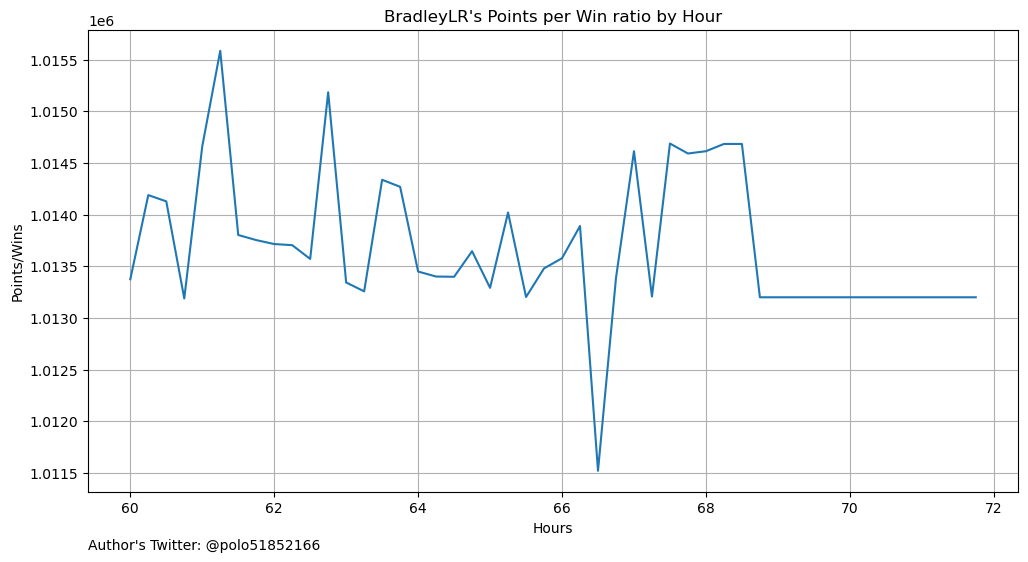 BradleyLR's Points per Win ratio by Hour
1e6
1.0155
1.0150
1.0145
1.0140
1.0135
1.0130
1.0125
1.0120
1.0115
Points/Wins
60 62 64 66 68 70 72
Hours
Author's Twitter: @polo51852166